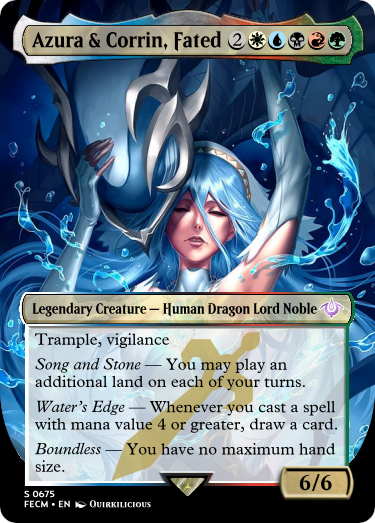 Azura & Corrin, Fated 2
Legendary Creature — Human Dragon Lord Noble
Trample, vigilance
Song and Stone — You may play an
additional land on each of your turns.
Water's Edge — Whenever you cast a spell
with mana value 4 or greater, draw a card.
Boundless — You have no maximum hand
size.
6/6
S 0675
FECM • EN Quirkilicious